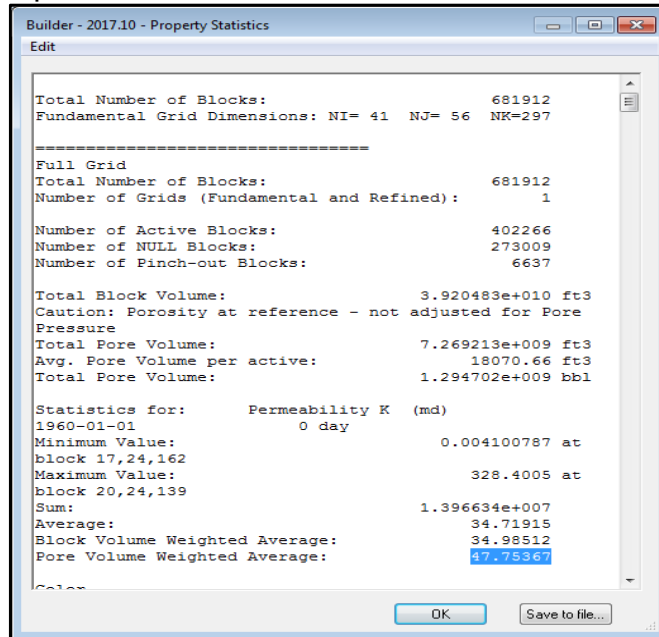 Builder - 2017.10 - Property Statistics
Edit
Total Number of Blocks: 681912
Fundamental Grid Dimensions: NI= 41 NJ= 56 NK=297
=================================
Full Grid
Total Number of Blocks: 681912
Number of Grids (Fundamental and Refined): 1
Number of Active Blocks: 402266
Number of NULL Blocks: 273009
Number of Pinch-out Blocks: 6637
Total Block Volume: 3.920483e+010 ft3
Caution: Porosity at reference - not adjusted for Pore
Pressure
Total Pore Volume: 7.269213e+009 ft3
Avg. Pore Volume per active: 18070.66 ft3
Total Pore Volume: 1.294702e+009 bbl
Statistics for: Permeability K (md)
1960-01-01 0 day
Minimum Value: 0.004100787 at
block 17,24,162
Maximum Value: 328.4005 at
block 20,24,139
Sum: 1.396634e+007
Average: 34.71915
Block Volume Weighted Average: 34.98512
Pore Volume Weighted Average: 47.75367
OK Save to file...